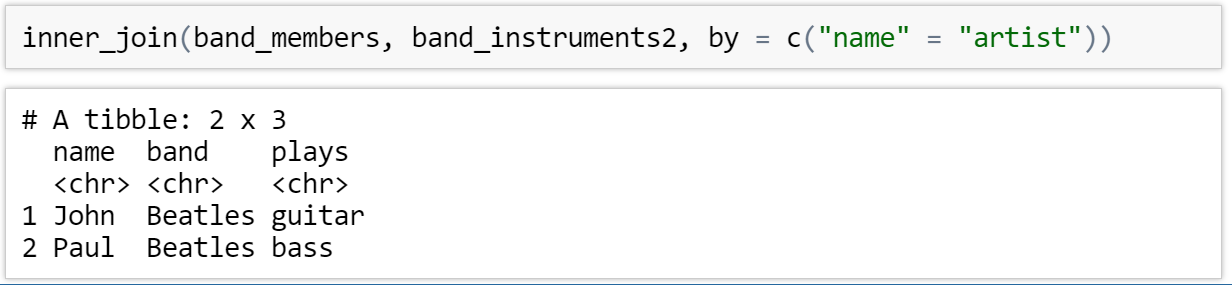 inner_join(band_members, band_instruments2, by = c("name" = "artist"))
# A tibble: 2 x 3
  name  band    plays
  <chr> <chr>   <chr>
1 John  Beatles guitar
2 Paul  Beatles bass